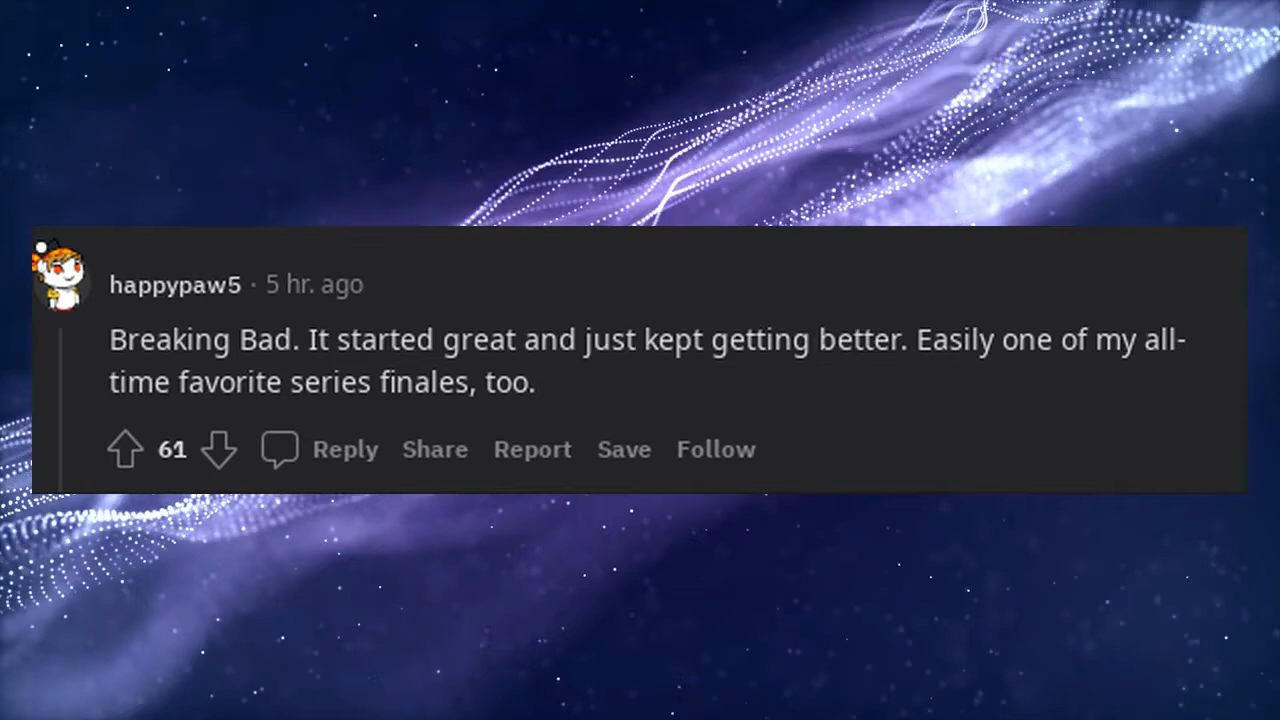 happypaw5 · 5 hr. ago
Breaking Bad. It started great and just kept getting better. Easily one of my all-
time favorite series finales, too.
61 Reply Share Report Save Follow